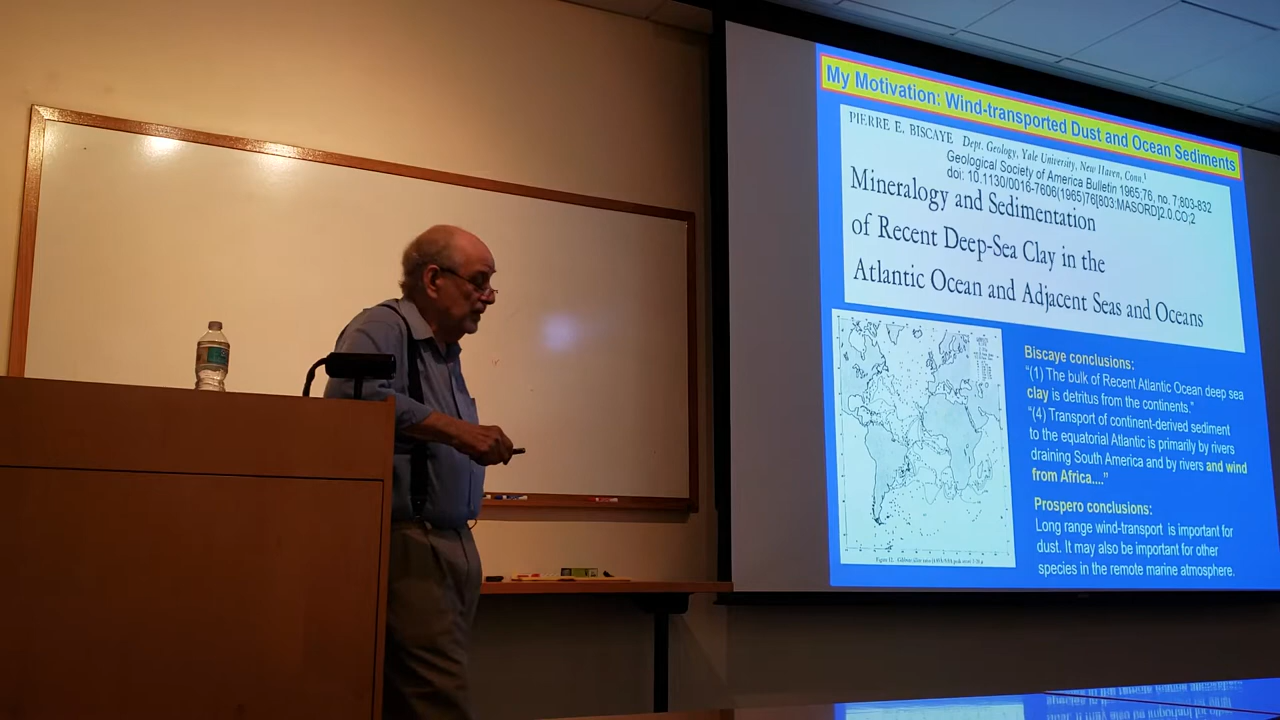 My Motivation: Wind-transported Dust and Ocean Sediments
PIERRE E. BISCAYE Dept. Geology, Yale University, New Haven, Conn.¹
Geological Society of America Bulletin 1965;76, no. 7;803-832
doi: 10.1130/0016-7606(1965)76[803:MASORD]2.0.CO;2
Mineralogy and Sedimentation
of Recent Deep-Sea Clay in the
Atlantic Ocean and Adjacent Seas and Oceans
Biscaye conclusions:
"(1) The bulk of Recent Atlantic Ocean deep sea
clay is detritus from the continents."
"(4) Transport of continent-derived sediment
to the equatorial Atlantic is primarily by rivers
draining South America and by rivers and wind
from Africa...."
Prospero conclusions:
Long range wind-transport is important for
dust. It may also be important for other
species in the remote marine atmosphere.